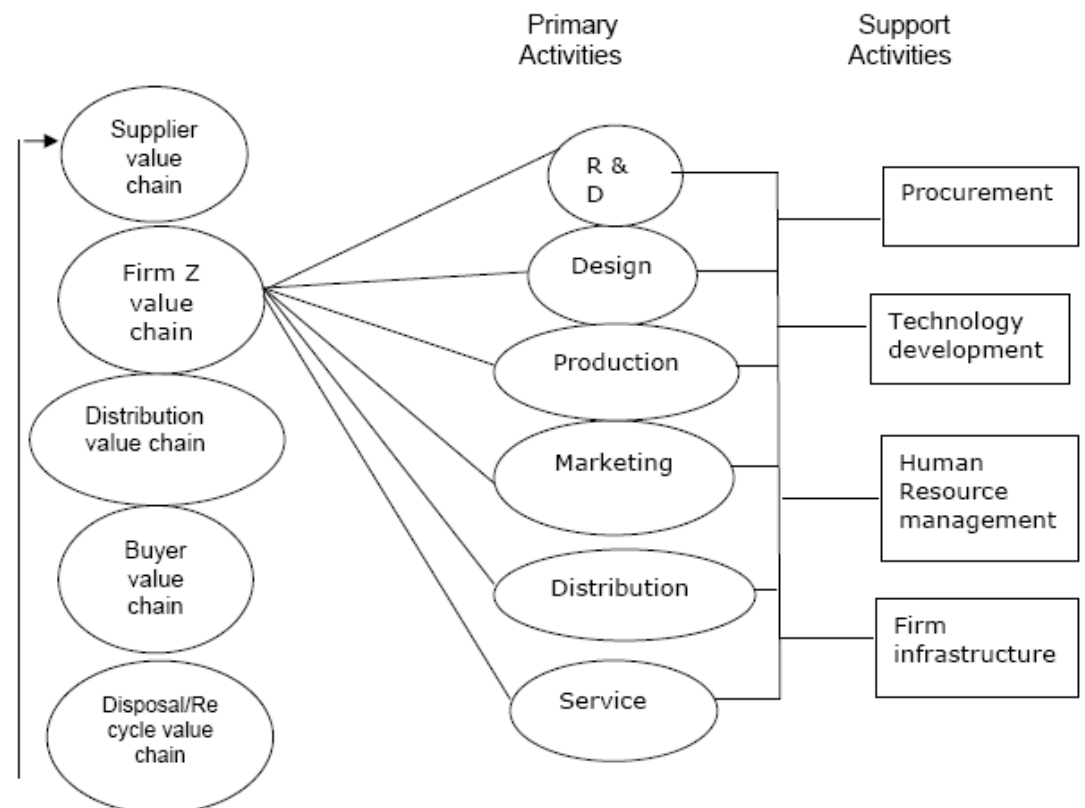 Primary
Activities
Support
Activities
Supplier
value
chain
Firm Z
value
chain
Distribution
value chain
Buyer
value
chain
Disposal/Re
cycle value
chain
R &
D
Design
Production
Marketing
Distribution
Service
Procurement
Technology
development
Human
Resource
management
Firm
infrastructure